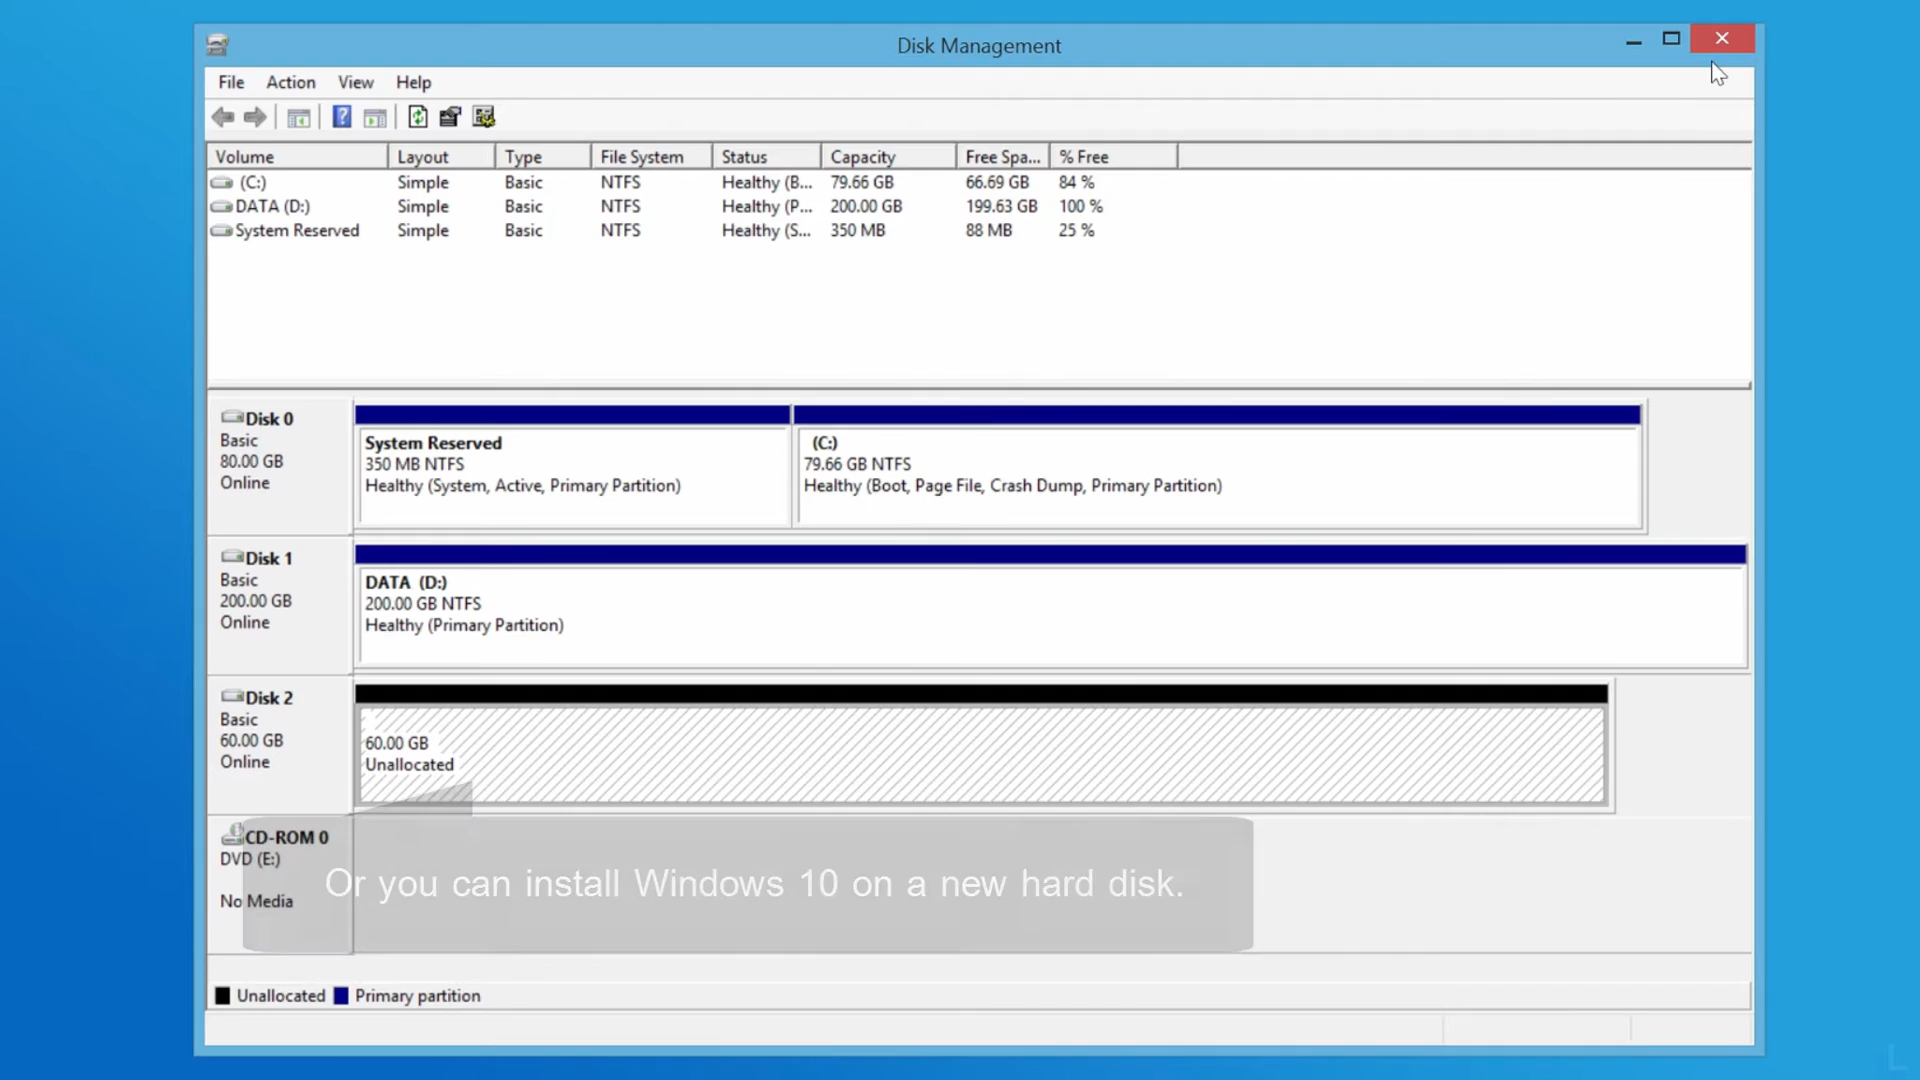 Disk Management
File Action View Help
Volume Layout Type File System Status Capacity Free Spa... % Free
(C:) Simple Basic NTFS Healthy (B... 79.66 GB 66.69 GB 84 %
DATA (D:) Simple Basic NTFS Healthy (P... 200.00 GB 199.63 GB 100 %
System Reserved Simple Basic NTFS Healthy (S... 350 MB 88 MB 25 %
Disk 0
Basic
80.00 GB
Online
System Reserved
350 MB NTFS
Healthy (System, Active, Primary Partition)
(C:)
79.66 GB NTFS
Healthy (Boot, Page File, Crash Dump, Primary Partition)
Disk 1
Basic
200.00 GB
Online
DATA (D:)
200.00 GB NTFS
Healthy (Primary Partition)
Disk 2
Basic
60.00 GB
Online
60.00 GB
Unallocated
CD-ROM 0
DVD (E:)
No Media
Or you can install Windows 10 on a new hard disk.
Unallocated Primary partition
L